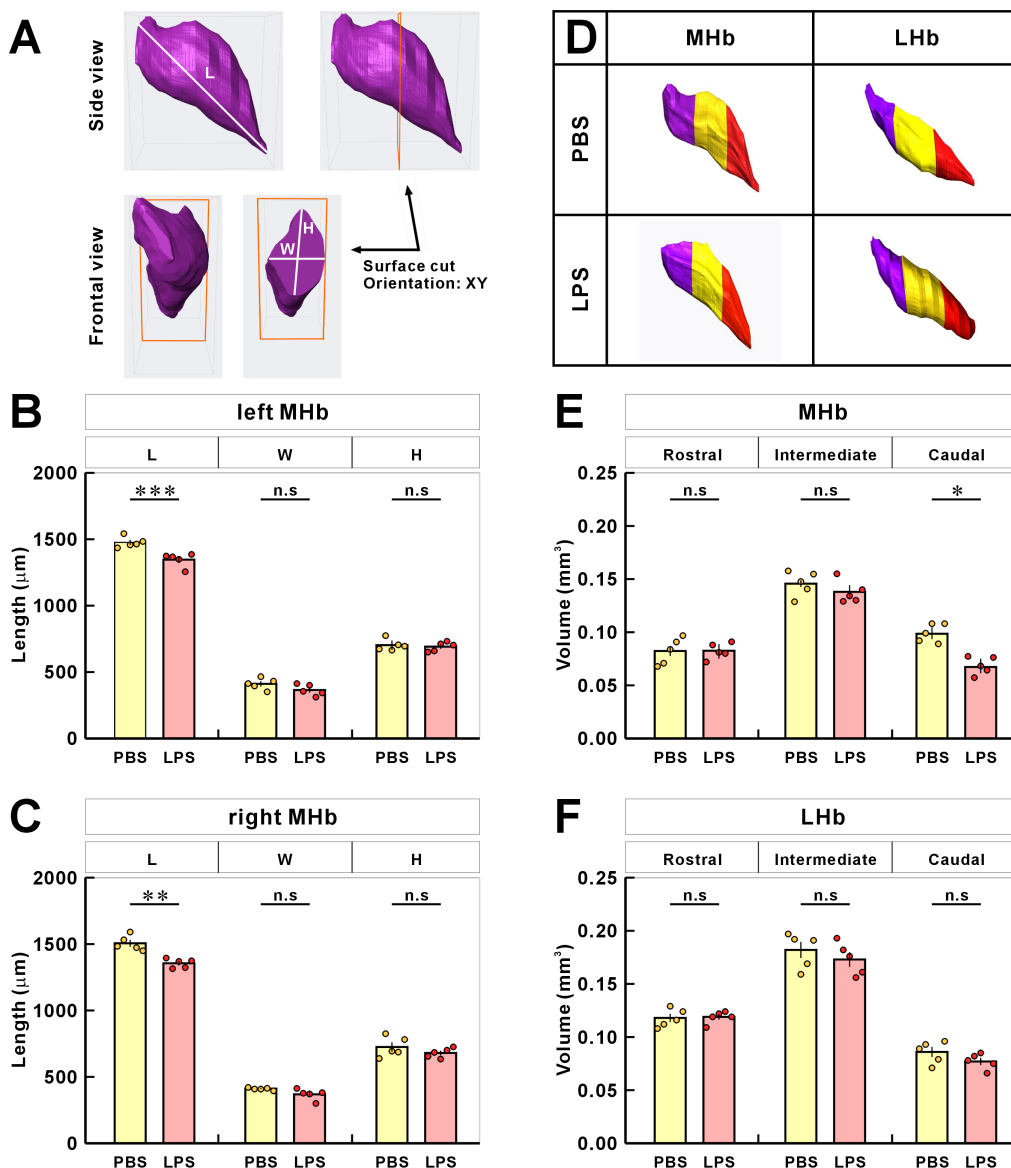 A
Side view
L
Frontal view
W
H
Surface cut
Orientation: XY
D
MHb
LHb
PBS
LPS
B
left MHb
L
W
H
Length (μm)
2000
1500
1000
500
0
***
n.s
n.s
PBS
LPS
PBS
LPS
PBS
LPS
C
right MHb
L
W
H
Length (μm)
2000
1500
1000
500
0
**
n.s
n.s
PBS
LPS
PBS
LPS
PBS
LPS
E
MHb
Rostral
Intermediate
Caudal
Volume (mm³)
0.25
0.20
0.15
0.10
0.05
0.00
n.s
n.s
*
PBS
LPS
PBS
LPS
PBS
LPS
F
LHb
Rostral
Intermediate
Caudal
Volume (mm³)
0.25
0.20
0.15
0.10
0.05
0.00
n.s
n.s
n.s
PBS
LPS
PBS
LPS
PBS
LPS